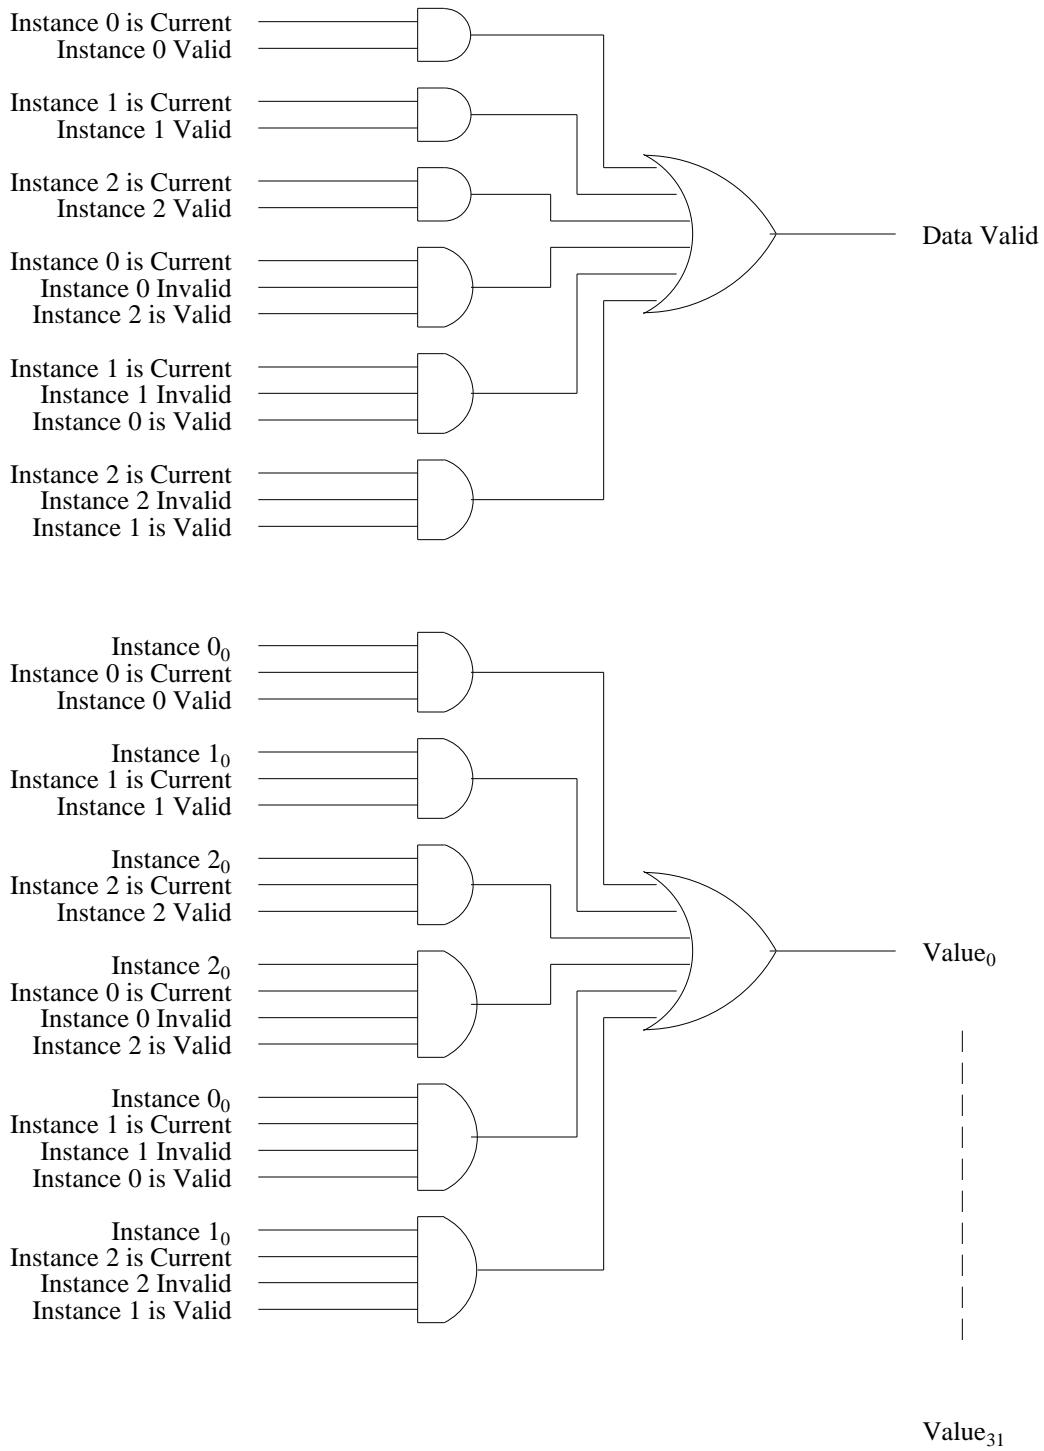 Instance 0 is Current
Instance 0 Valid
Instance 1 is Current
Instance 1 Valid
Instance 2 is Current
Instance 2 Valid
Data Valid
Instance 0 is Current
Instance 0 Invalid
Instance 2 is Valid
Instance 1 is Current
Instance 1 Invalid
Instance 0 is Valid
Instance 2 is Current
Instance 2 Invalid
Instance 1 is Valid
Instance 0₀
Instance 0 is Current
Instance 0 Valid
Instance 1₀
Instance 1 is Current
Instance 1 Valid
Instance 2₀
Instance 2 is Current
Instance 2 Valid
Value₀
Instance 2₀
Instance 0 is Current
Instance 0 Invalid
Instance 2 is Valid
Instance 0₀
Instance 1 is Current
Instance 1 Invalid
Instance 0 is Valid
Instance 1₀
Instance 2 is Current
Instance 2 Invalid
Instance 1 is Valid
Value₃₁